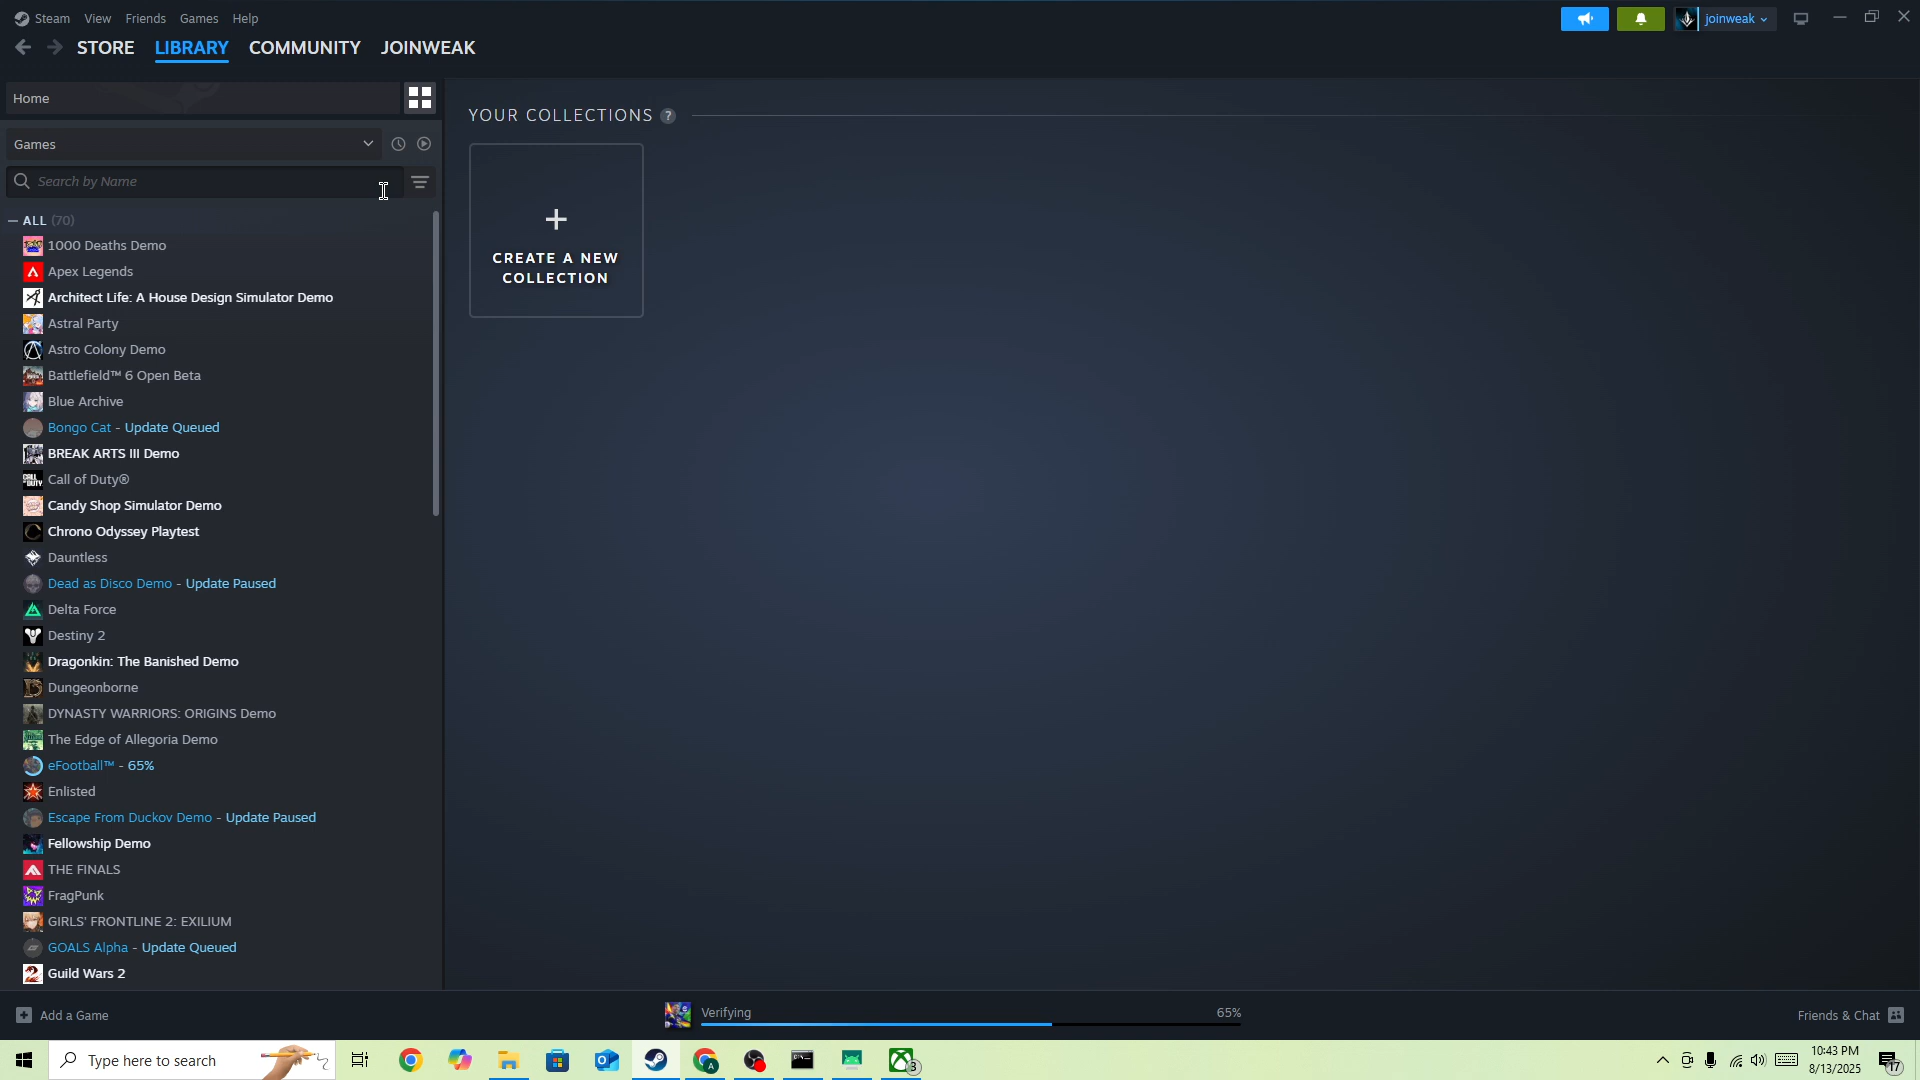 Steam View Friends Games Help
joinweak
STORE LIBRARY COMMUNITY JOINWEAK
Home
YOUR COLLECTIONS ?
Games
Search by Name
ALL (70)
1000 Deaths Demo
Apex Legends
Architect Life: A House Design Simulator Demo
Astral Party
Astro Colony Demo
Battlefield™ 6 Open Beta
Blue Archive
Bongo Cat - Update Queued
BREAK ARTS III Demo
Call of Duty®
Candy Shop Simulator Demo
Chrono Odyssey Playtest
Dauntless
Dead as Disco Demo - Update Paused
Delta Force
Destiny 2
Dragonkin: The Banished Demo
Dungeonborne
DYNASTY WARRIORS: ORIGINS Demo
The Edge of Allegoria Demo
eFootball™ - 65%
Enlisted
Escape From Duckov Demo - Update Paused
Fellowship Demo
THE FINALS
FragPunk
GIRLS' FRONTLINE 2: EXILIUM
GOALS Alpha - Update Queued
Guild Wars 2
+
CREATE A NEW
COLLECTION
Add a Game
Verifying 65%
Friends & Chat
Type here to search
3
10:43 PM
8/13/2025
17